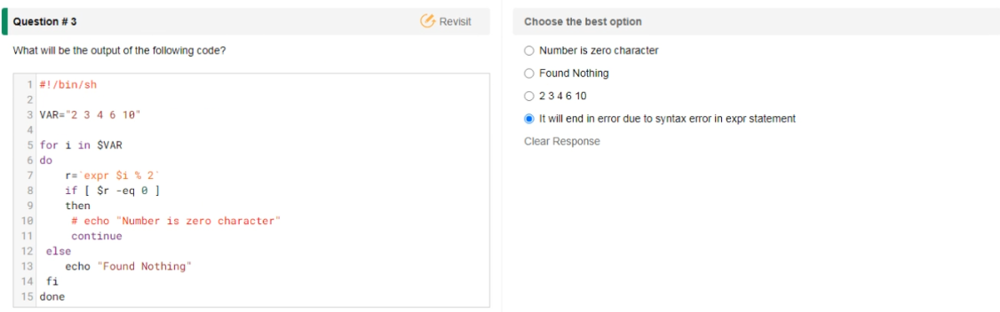 Question # 3
Revisit
What will be the output of the following code?
1 #!/bin/sh
2
3 VAR="2 3 4 6 10"
4
5 for i in $VAR
6 do
7 r=`expr $i % 2`
8 if [ $r -eq 0 ]
9 then
10 # echo "Number is zero character"
11 continue
12 else
13 echo "Found Nothing"
14 fi
15 done
Choose the best option
Number is zero character
Found Nothing
2 3 4 6 10
It will end in error due to syntax error in expr statement
Clear Response